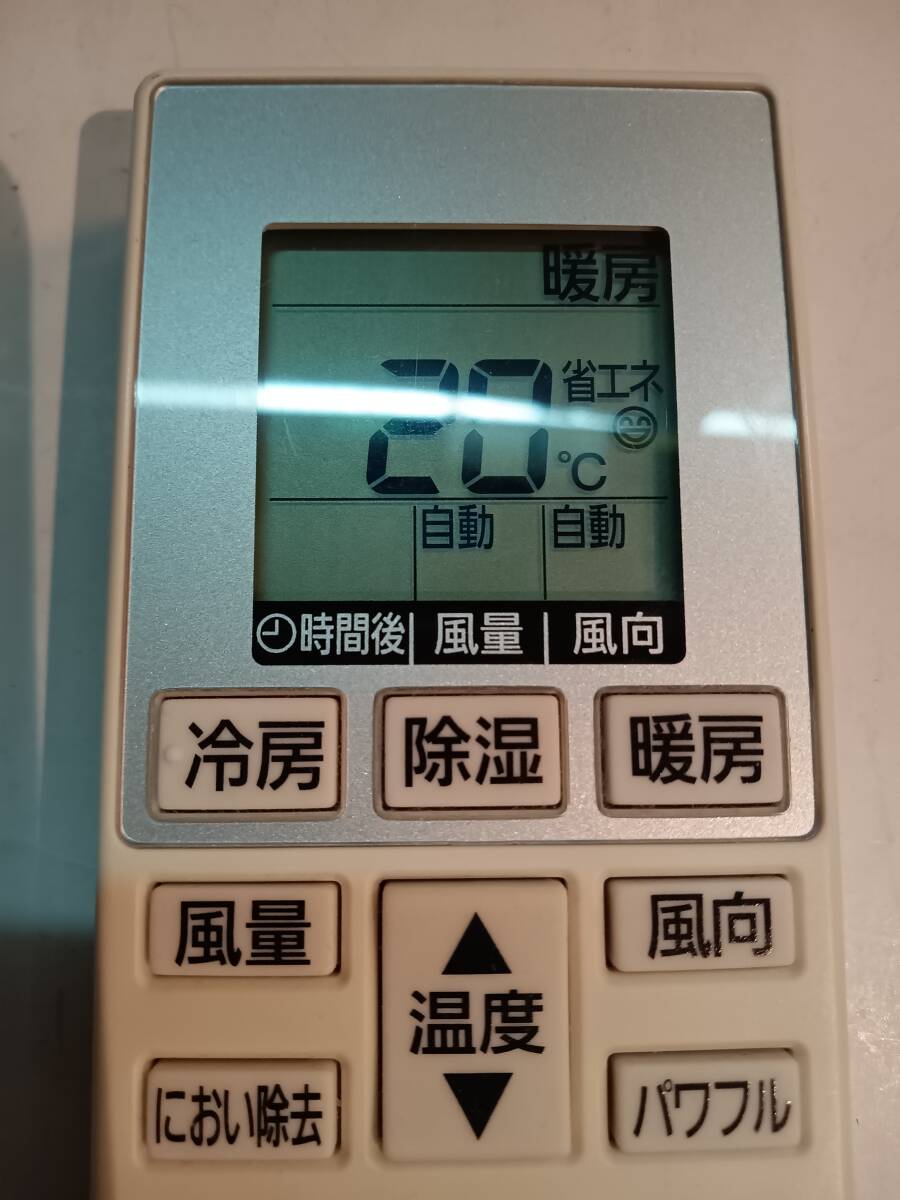 暖房
20℃ 省エネ
自動 自動
時間後 風量 風向
冷房 除湿 暖房
風量 風向
▲
温度
▼
におい除去 パワフル